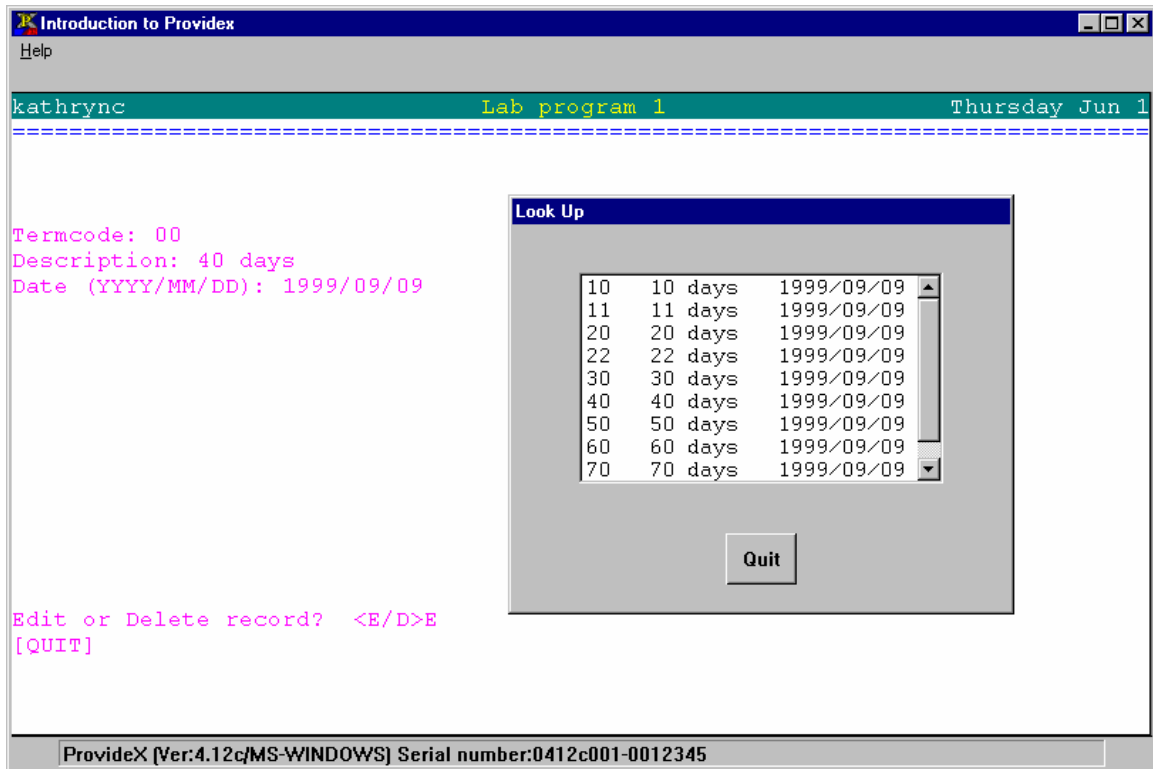 Introduction to Providex
Help
kathrync Lab program 1 Thursday Jun 1
================================================================================
Termcode: 00
Description: 40 days
Date (YYYY/MM/DD): 1999/09/09
Look Up
10 10 days 1999/09/09
11 11 days 1999/09/09
20 20 days 1999/09/09
22 22 days 1999/09/09
30 30 days 1999/09/09
40 40 days 1999/09/09
50 50 days 1999/09/09
60 60 days 1999/09/09
70 70 days 1999/09/09
Quit
Edit or Delete record? <E/D>E
[QUIT]
ProvideX (Ver:4.12c/MS-WINDOWS) Serial number:0412c001-0012345